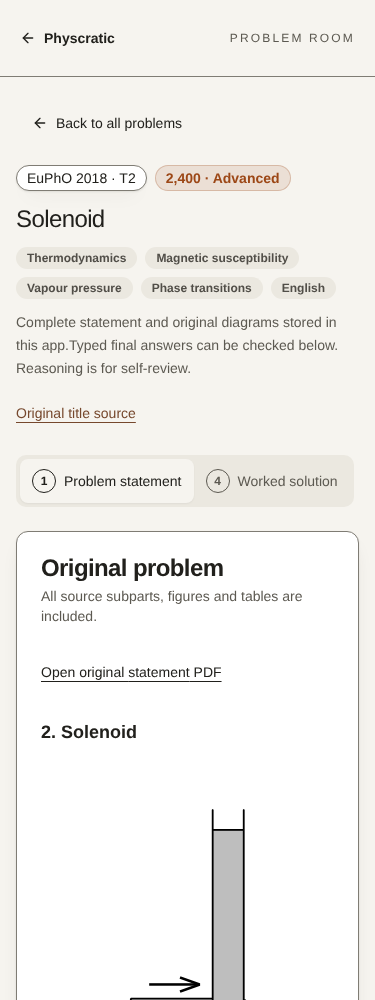 Physcratic
PROBLEM ROOM
Back to all problems
EuPhO 2018 · T2
2,400 · Advanced
Solenoid
Thermodynamics
Magnetic susceptibility
Vapour pressure
Phase transitions
English
Complete statement and original diagrams stored in
this app.Typed final answers can be checked below.
Reasoning is for self-review.
Original title source
1 Problem statement
4 Worked solution
Original problem
All source subparts, figures and tables are
included.
Open original statement PDF
2. Solenoid